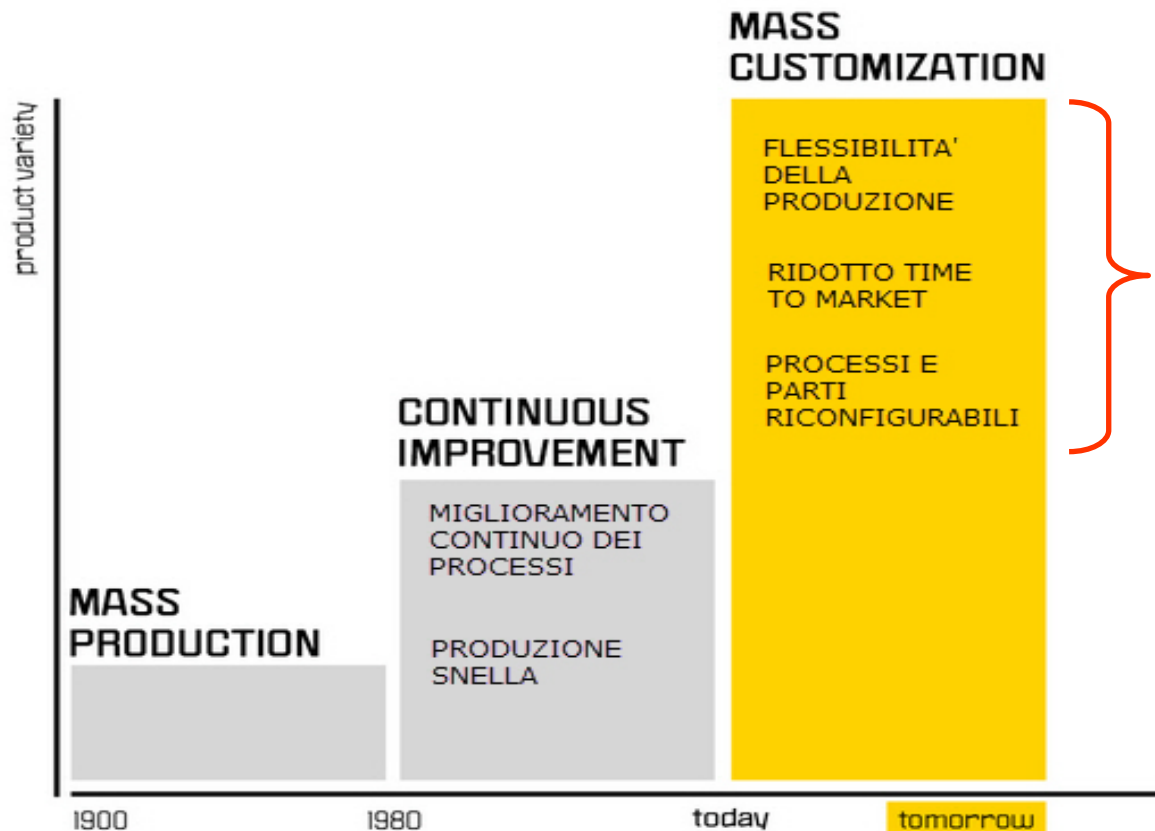 MASS
CUSTOMIZATION
product variety
FLESSIBILITA'
DELLA
PRODUZIONE
RIDOTTO TIME
TO MARKET
PROCESSI E
PARTI
RICONFIGURABILI
CONTINUOUS
IMPROVEMENT
MIGLIORAMENTO
CONTINUO DEI
PROCESSI
PRODUZIONE
SNELLA
MASS
PRODUCTION
1900
1980
today
tomorrow